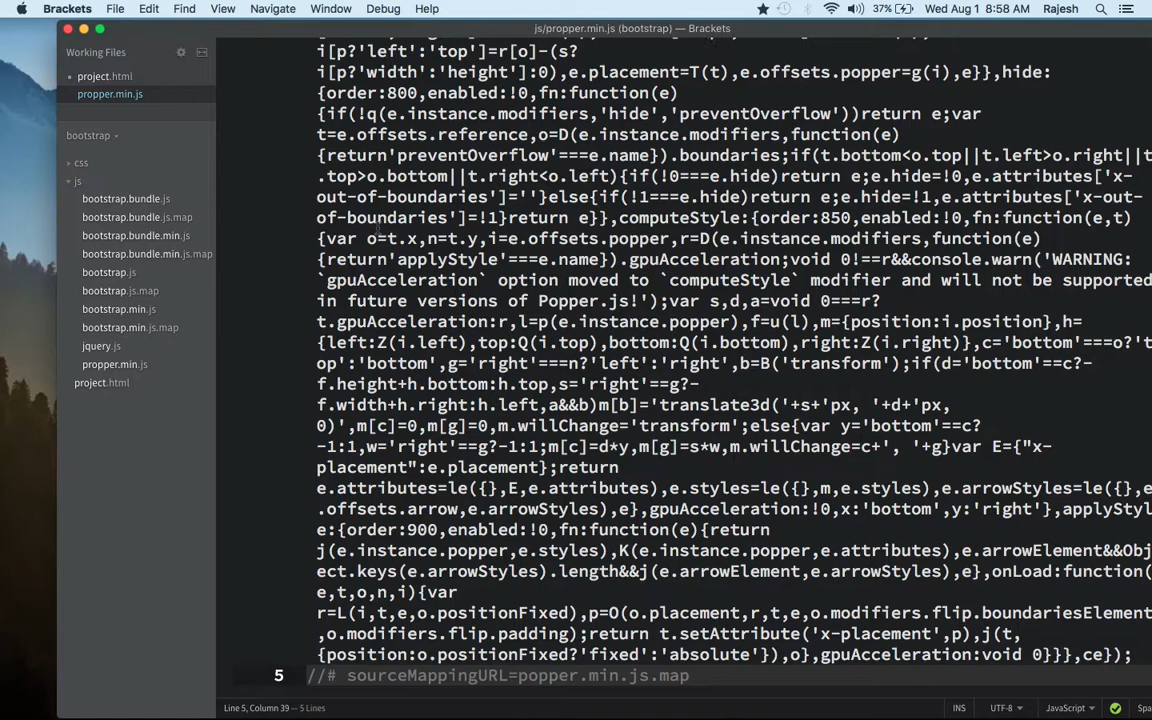 Brackets File Edit Find View Navigate Window Debug Help 37% Wed Aug 1 8:58 AM Rajesh
js/propper.min.js (bootstrap) — Brackets
Working Files
project.html
propper.min.js
bootstrap
css
js
bootstrap.bundle.js
bootstrap.bundle.js.map
bootstrap.bundle.min.js
bootstrap.bundle.min.js.map
bootstrap.js
bootstrap.js.map
bootstrap.min.js
bootstrap.min.js.map
jquery.js
propper.min.js
project.html
i[p?'left':'top']=r[o]-(s?
i[p?'width':'height']:0),e.placement=T(t),e.offsets.popper=g(i),e}},hide:
{order:800,enabled:!0,fn:function(e)
{if(!q(e.instance.modifiers,'hide','preventOverflow'))return e;var
t=e.offsets.reference,o=D(e.instance.modifiers,function(e)
{return'preventOverflow'===e.name}).boundaries;if(t.bottom<o.top||t.left>o.right||t
.top>o.bottom||t.right<o.left){if(!0===e.hide)return e;e.hide=!0,e.attributes['x-
out-of-boundaries']=''}else{if(!1===e.hide)return e;e.hide=!1,e.attributes['x-out-
of-boundaries']=!1}return e}},computeStyle:{order:850,enabled:!0,fn:function(e,t)
{var o=t.x,n=t.y,i=e.offsets.popper,r=D(e.instance.modifiers,function(e)
{return'applyStyle'===e.name}).gpuAcceleration;void 0!==r&&console.warn('WARNING:
`gpuAcceleration` option moved to `computeStyle` modifier and will not be supported
in future versions of Popper.js!');var s,d,a=void 0===r?
t.gpuAcceleration:r,l=p(e.instance.popper),f=u(l),m={position:i.position},h=
{left:Z(i.left),top:Q(i.top),bottom:Q(i.bottom),right:Z(i.right)},c='bottom'===o?'t
op':'bottom',g='right'===n?'left':'right',b=B('transform');if(d='bottom'==c?-
f.height+h.bottom:h.top,s='right'==g?-
f.width+h.right:h.left,a&&b)m[b]='translate3d('+s+'px, '+d+'px,
0)',m[c]=0,m[g]=0,m.willChange='transform';else{var y='bottom'==c?
-1:1,w='right'==g?-1:1;m[c]=d*y,m[g]=s*w,m.willChange=c+', '+g}var E={"x-
placement":e.placement};return
e.attributes=le({},E,e.attributes),e.styles=le({},m,e.styles),e.arrowStyles=le({},e
.offsets.arrow,e.arrowStyles),e},gpuAcceleration:!0,x:'bottom',y:'right'},applyStyl
e:{order:900,enabled:!0,fn:function(e){return
j(e.instance.popper,e.styles),K(e.instance.popper,e.attributes),e.arrowElement&&Obj
ect.keys(e.arrowStyles).length&&j(e.arrowElement,e.arrowStyles),e},onLoad:function(
e,t,o,n,i){var
r=L(i,t,e,o.positionFixed),p=O(o.placement,r,t,e,o.modifiers.flip.boundariesElement
,o.modifiers.flip.padding);return t.setAttribute('x-placement',p),j(t,
{position:o.positionFixed?'fixed':'absolute'}),o},gpuAcceleration:void 0}}},ce});
5 //# sourceMappingURL=popper.min.js.map
Line 5, Column 39 — 5 Lines INS UTF-8 JavaScript Spa